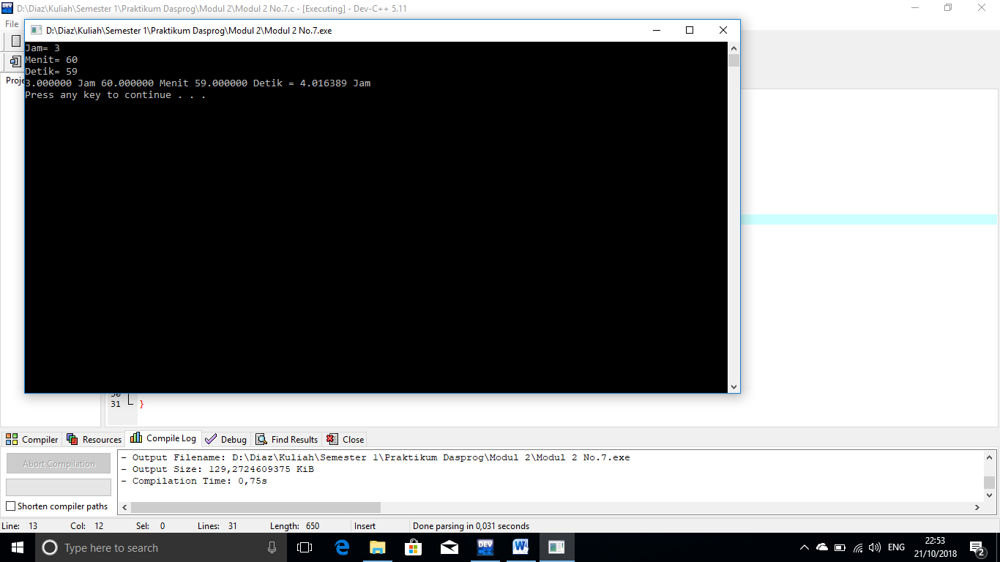 D:\Diaz\Kuliah\Semester 1\Praktikum Dasprog\Modul 2\Modul 2 No.7.c - [Executing] - Dev-C++ 5.11
File
D:\Diaz\Kuliah\Semester 1\Praktikum Dasprog\Modul 2\Modul 2 No.7.exe
Jam= 3
Menit= 60
Detik= 59
3.000000 Jam 60.000000 Menit 59.000000 Detik = 4.016389 Jam
Press any key to continue . . .
Proje
30
31 }
Compiler Resources Compile Log Debug Find Results Close
Abort Compilation
Shorten compiler paths
- Output Filename: D:\Diaz\Kuliah\Semester 1\Praktikum Dasprog\Modul 2\Modul 2 No.7.exe
- Output Size: 129,2724609375 KiB
- Compilation Time: 0,75s
Line: 13 Col: 12 Sel: 0 Lines: 31 Length: 650 Insert Done parsing in 0,031 seconds
Type here to search
DEV
ENG
22:53
21/10/2018
2